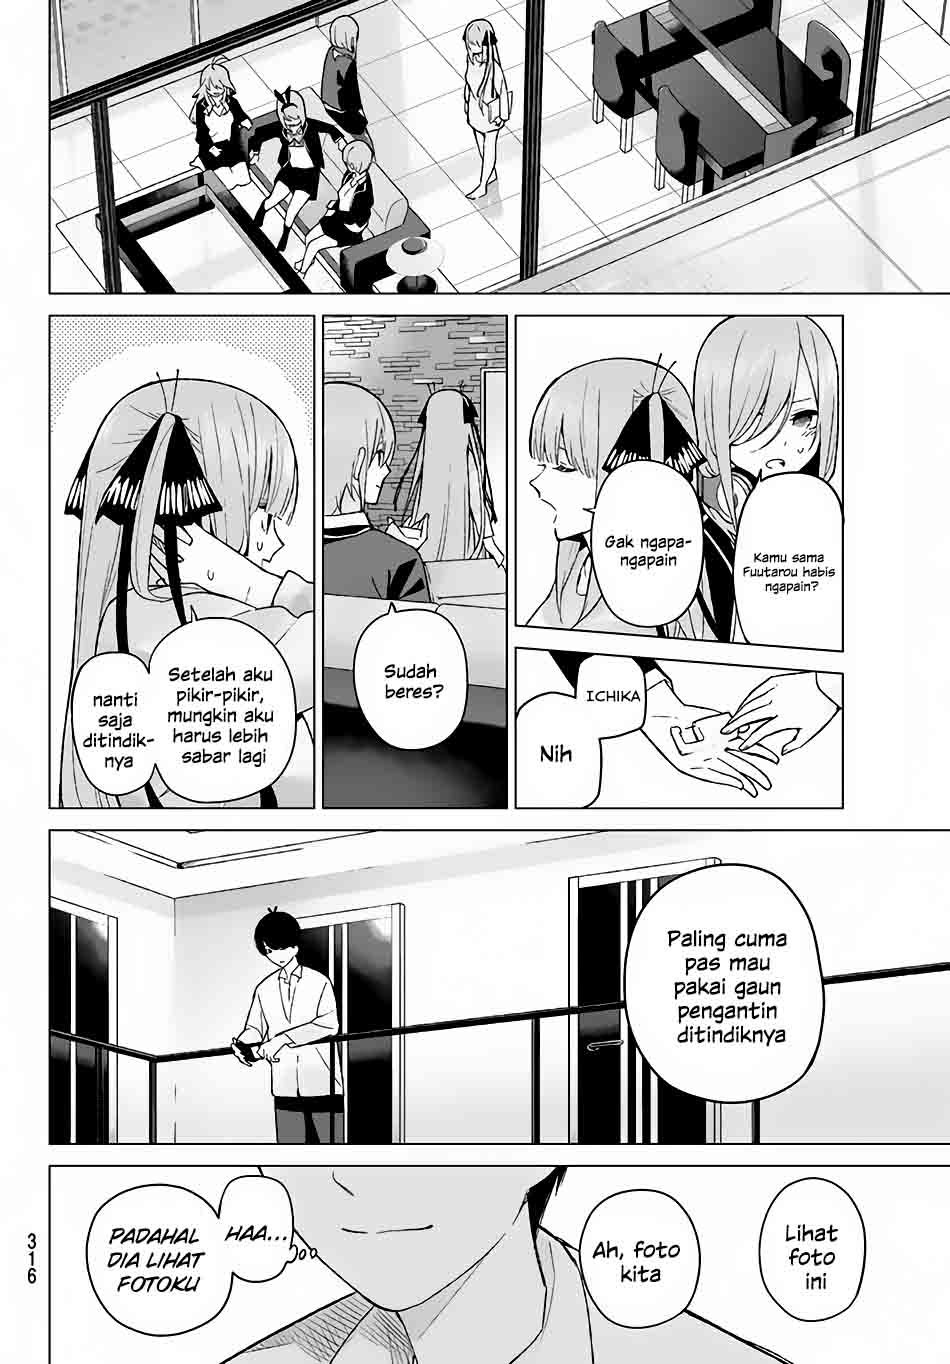 Kamu sama
Fuutarou habis
ngapain?
Gak ngapa-
ngapain
ICHIKA
Nih
Sudah
beres?
Setelah aku
pikir-pikir,
mungkin aku
harus lebih
sabar lagi
nanti
saja
ditindik-
nya
Paling cuma
pas mau
pakai gaun
pengantin
ditindiknya
Lihat
foto
ini
Ah, foto
kita
HAA...
PADAHAL
DIA LIHAT
FOTOKU
316